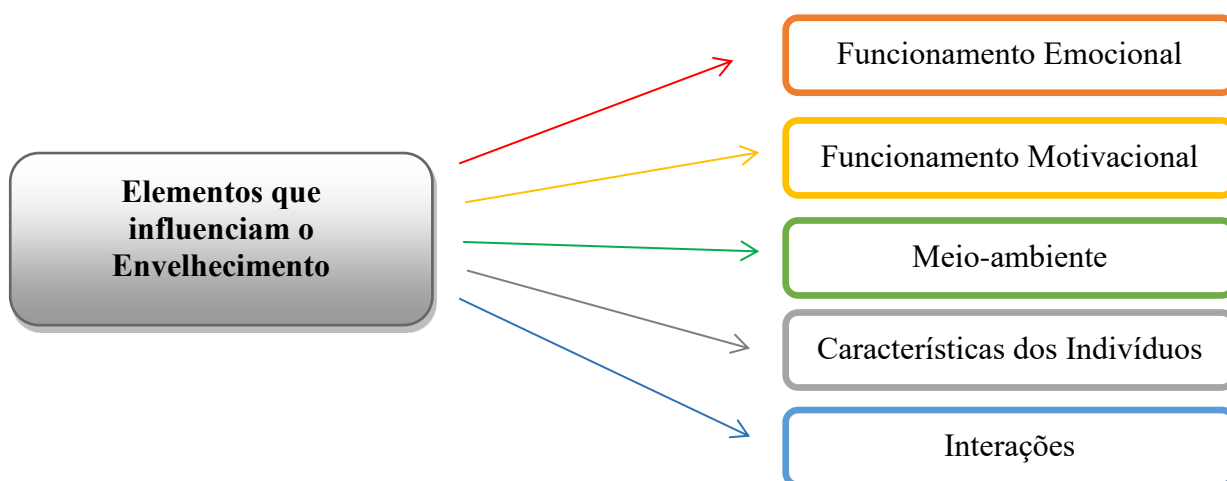 Elementos que
influenciam o
Envelhecimento
Funcionamento Emocional
Funcionamento Motivacional
Meio-ambiente
Características dos Indivíduos
Interações